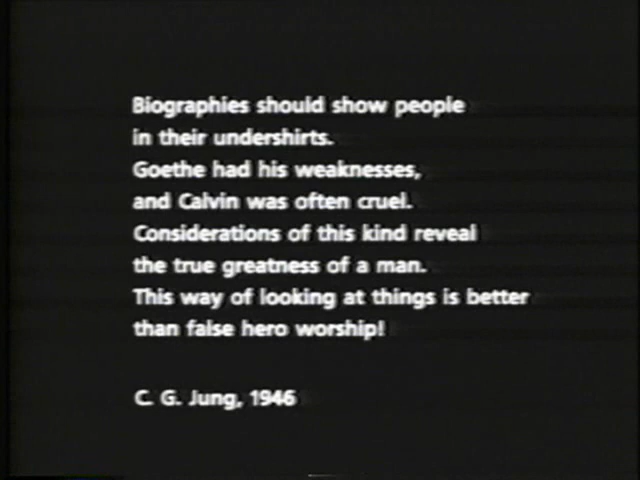 Biographies should show people
in their undershirts.
Goethe had his weaknesses,
and Calvin was often cruel.
Considerations of this kind reveal
the true greatness of a man.
This way of looking at things is better
than false hero worship!
C. G. Jung, 1946